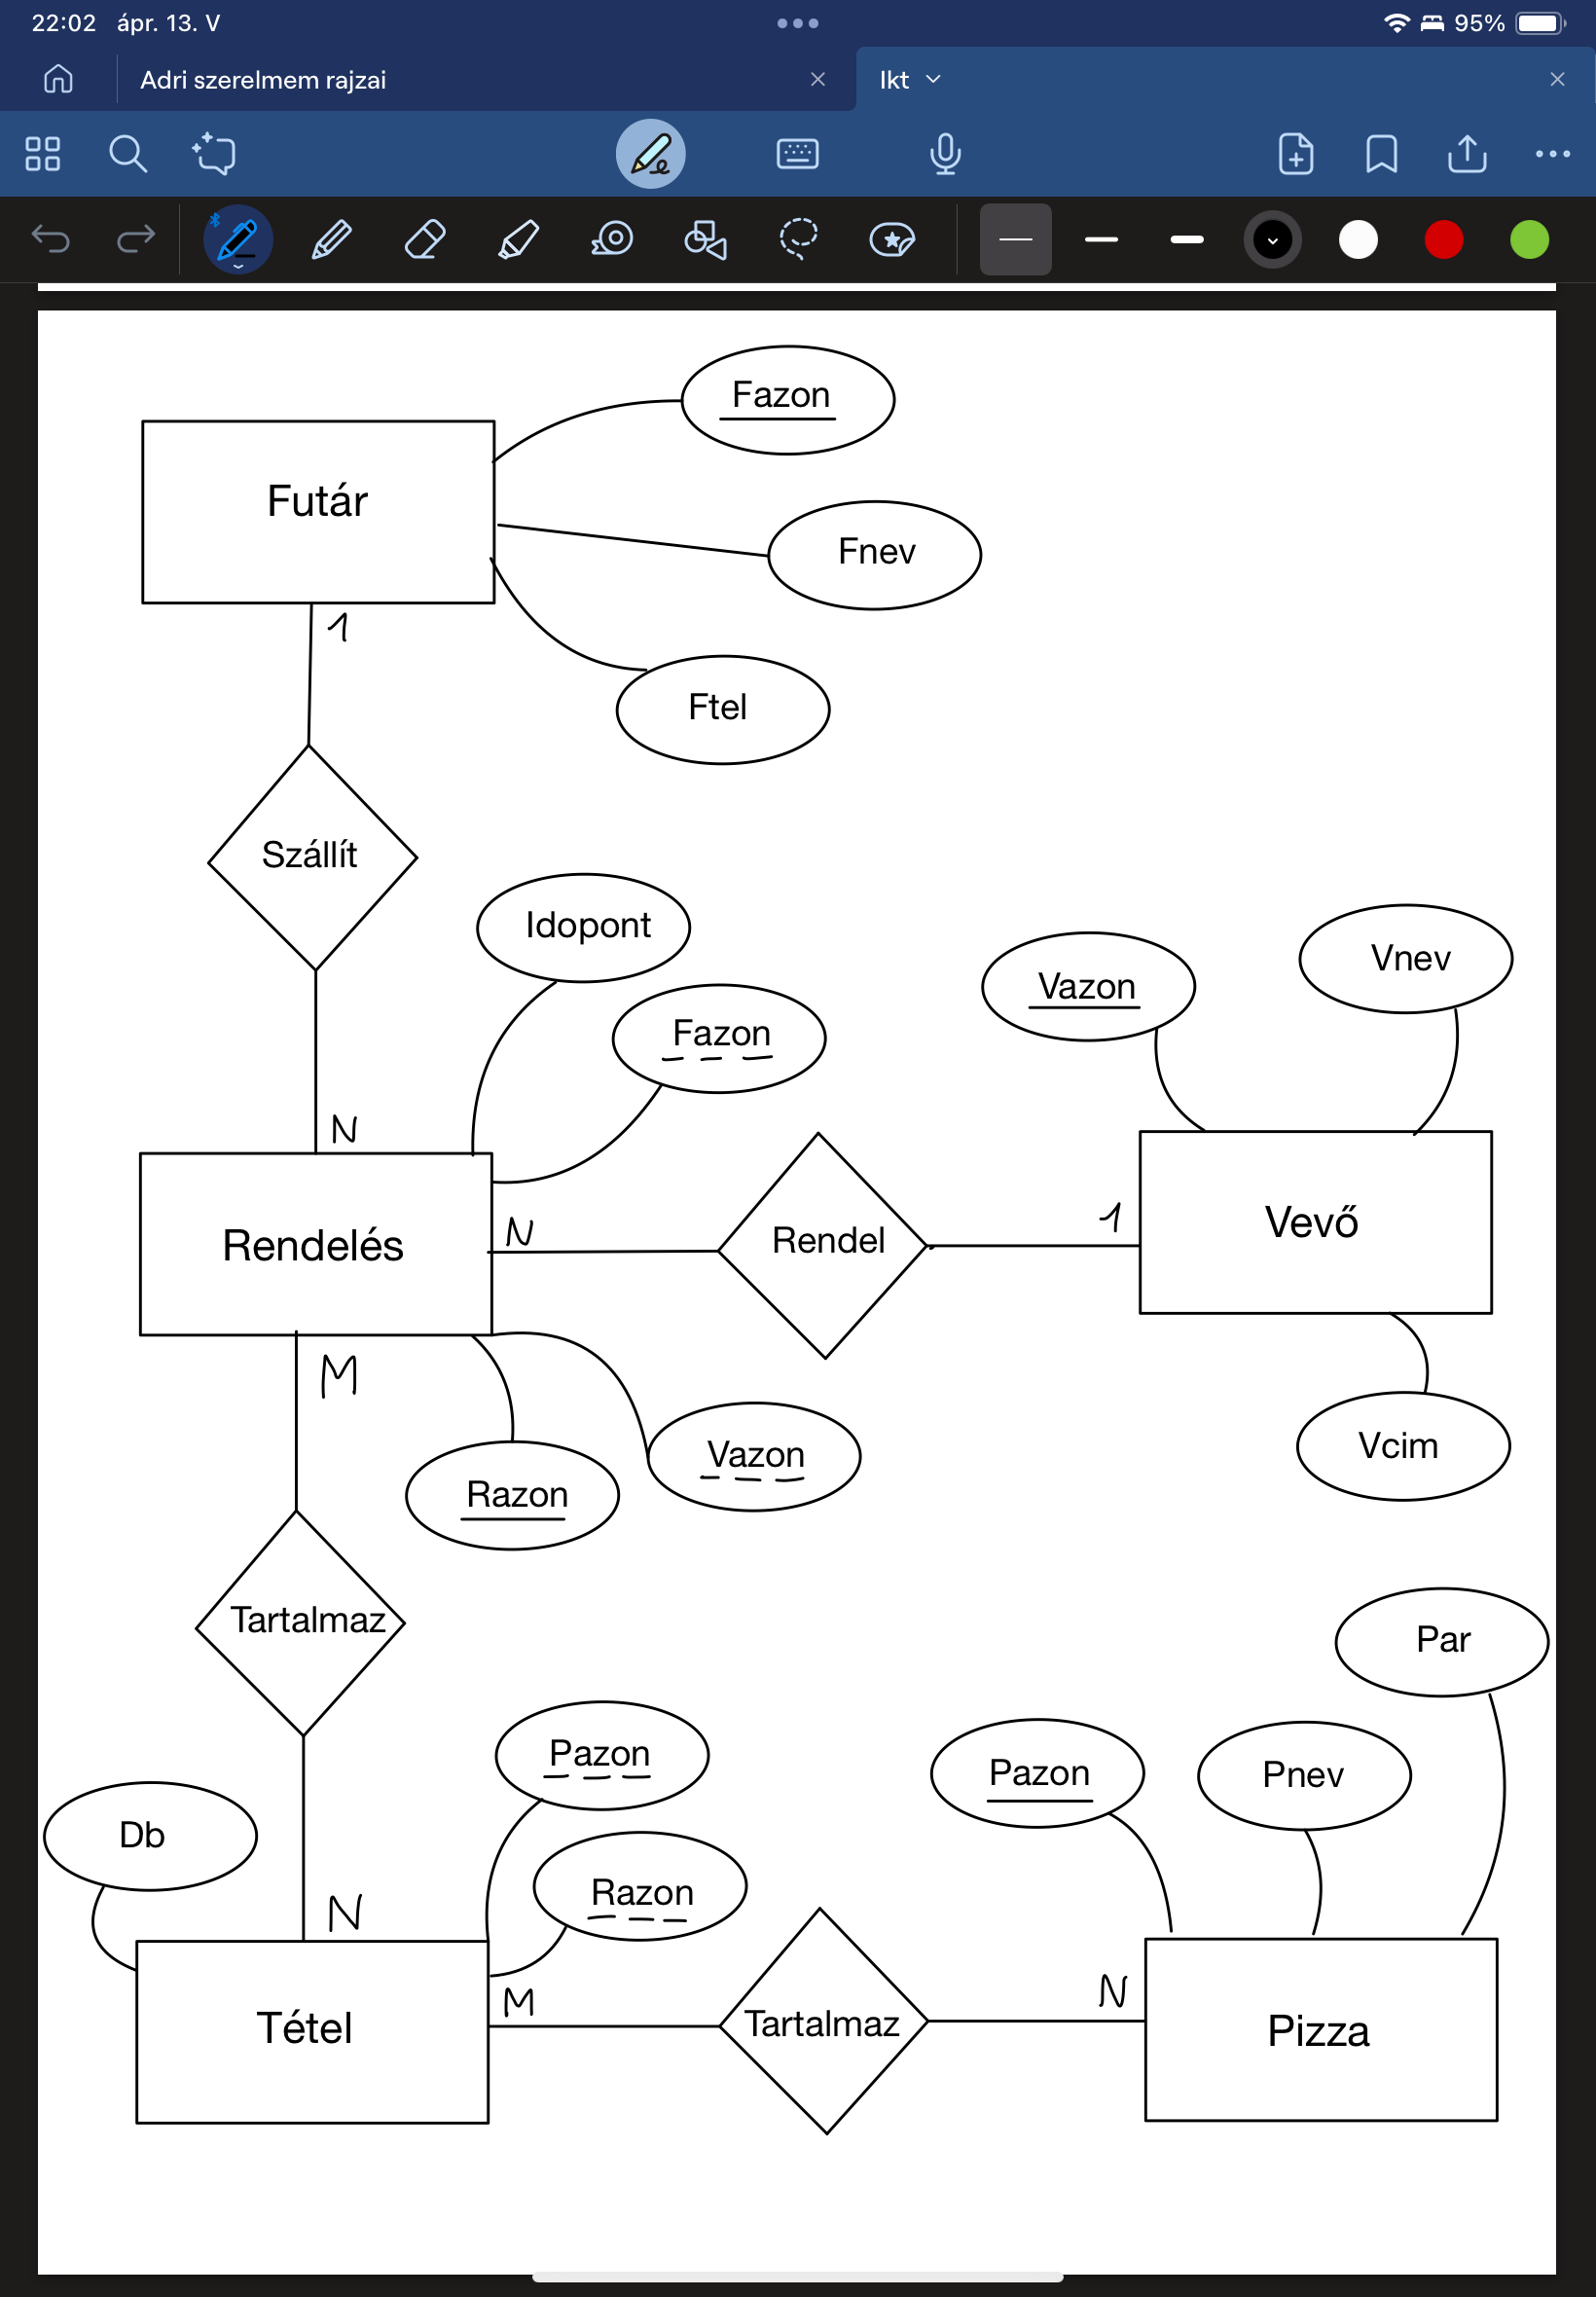 22:02 ápr. 13. V
95%
Adri szerelmem rajzai
Ikt
Fazon
Futár
Fnev
1
Ftel
Szállít
Idopont
Vnev
Vazon
Fazon
N
Rendelés
N
Rendel
1
Vevő
M
Vcim
Vazon
Razon
Tartalmaz
Par
Pazon
Pazon
Pnev
Db
Razon
N
M
N
Tétel
Tartalmaz
Pizza